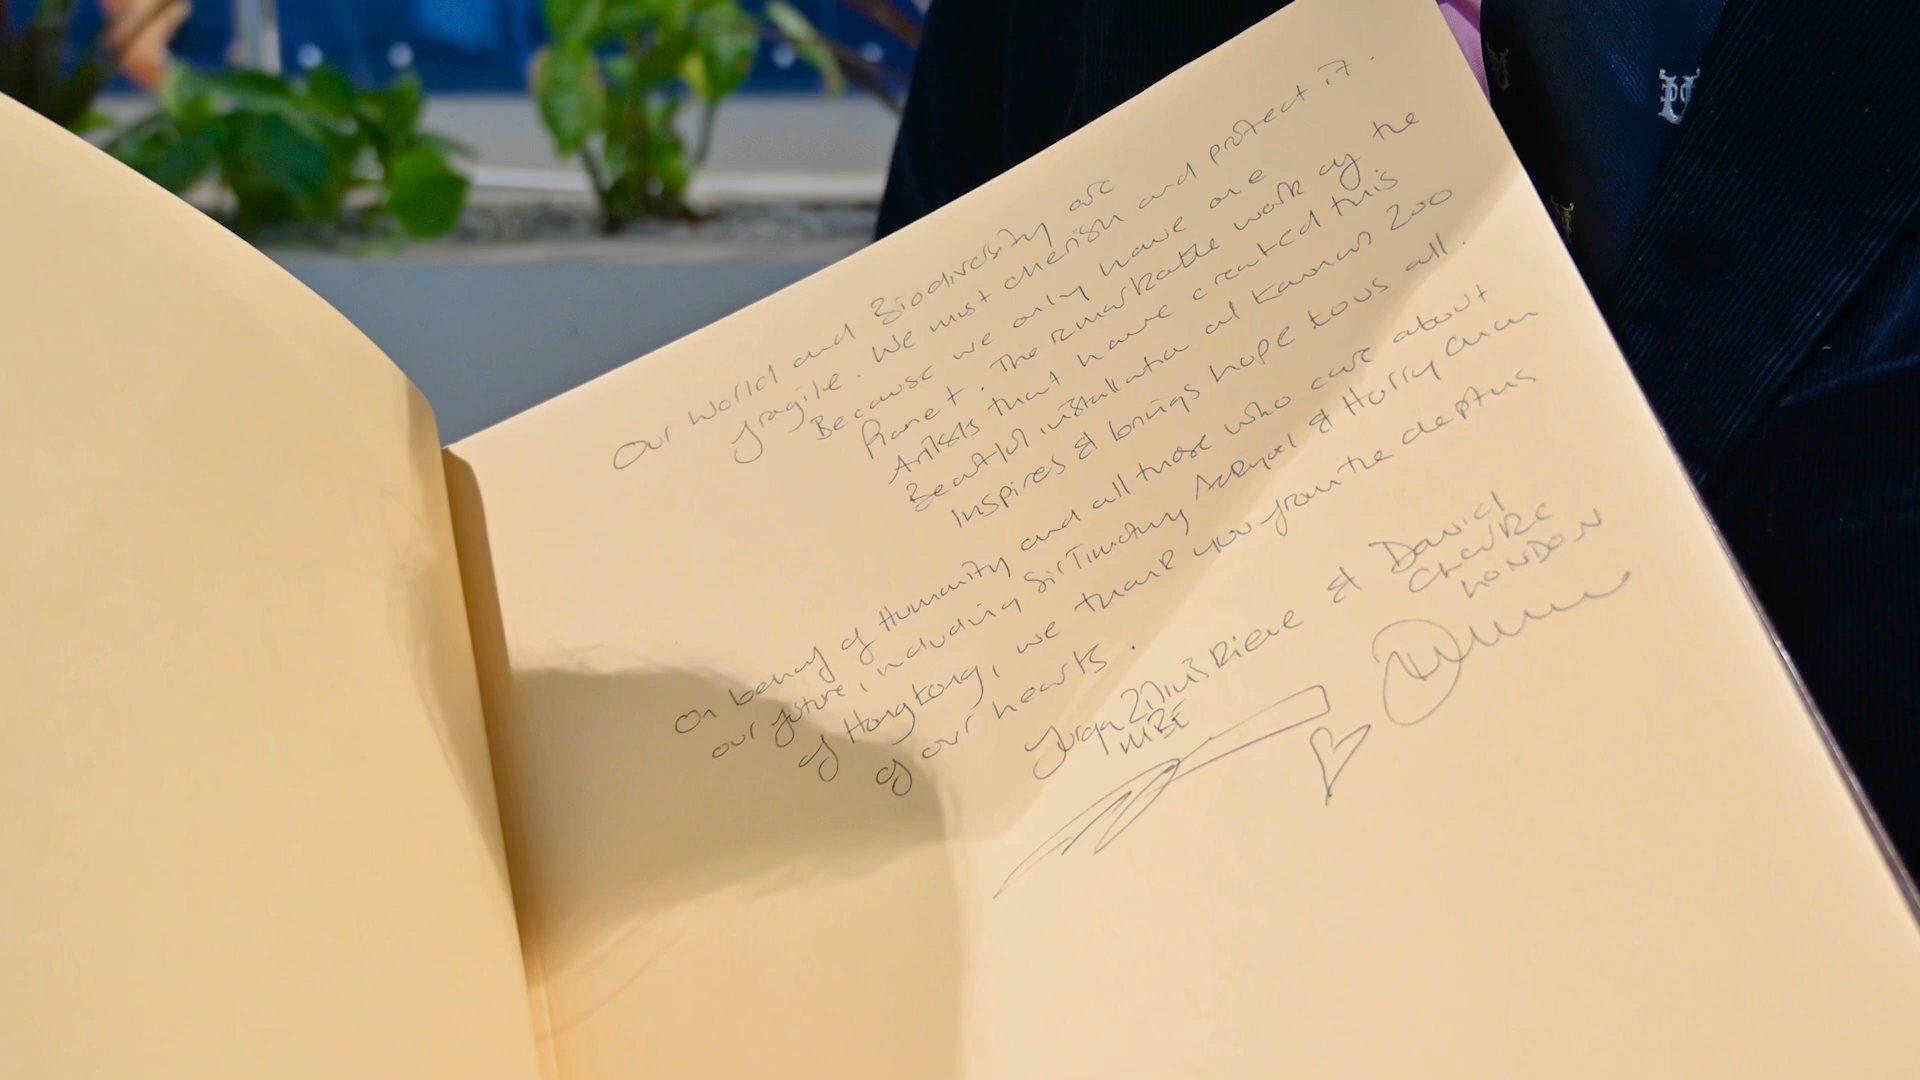 Our world and Biodiversity are
fragile. We must cherish and protect it.
Because we only have one
Planet. The remarkable work of the
Artists that have created this
Beautiful installation at Kaunas Zoo
Inspires & brings hope to us all.
On behalf of Humanity and all those who care about
our future, including Sir Timothy & Harry
of Hong Kong, we thank you from the depths
of our hearts.
Jurga & David
MBE
Clarke
LONDON